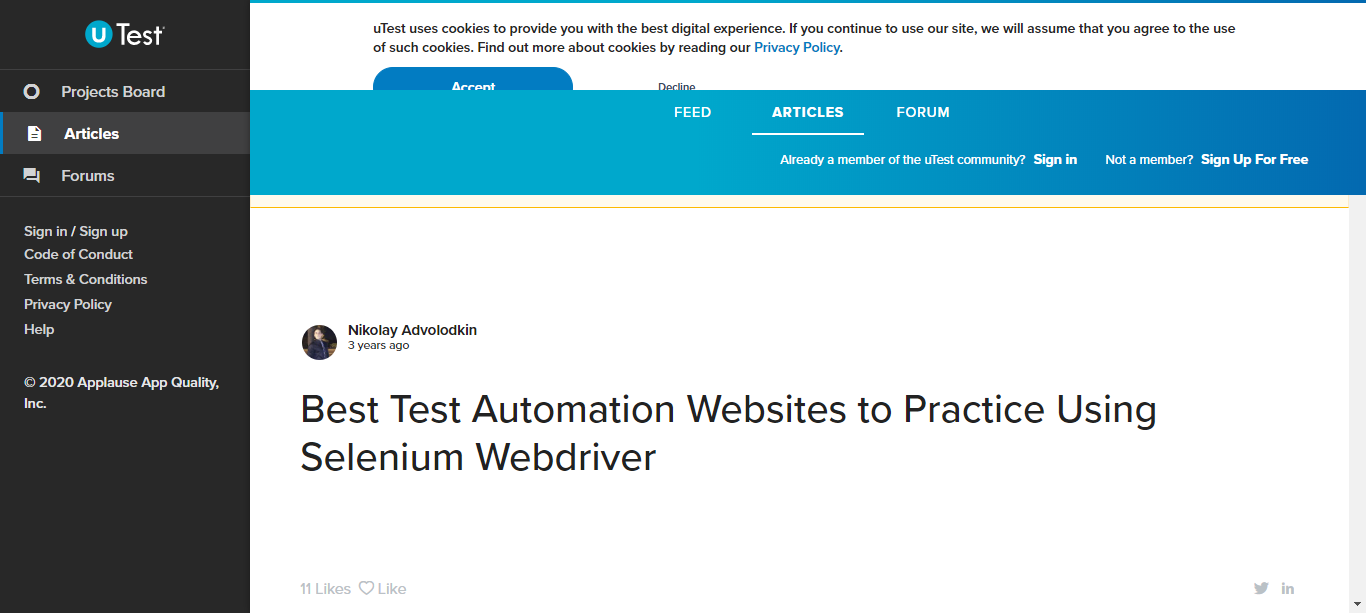 uTest
Projects Board
Articles
Forums
Sign in / Sign up
Code of Conduct
Terms & Conditions
Privacy Policy
Help
© 2020 Applause App Quality,
Inc.
uTest uses cookies to provide you with the best digital experience. If you continue to use our site, we will assume that you agree to the use
of such cookies. Find out more about cookies by reading our Privacy Policy.
Accept
Decline
FEED
ARTICLES
FORUM
Already a member of the uTest community? Sign in
Not a member? Sign Up For Free
Nikolay Advolodkin
3 years ago
Best Test Automation Websites to Practice Using
Selenium Webdriver
11 Likes
Like